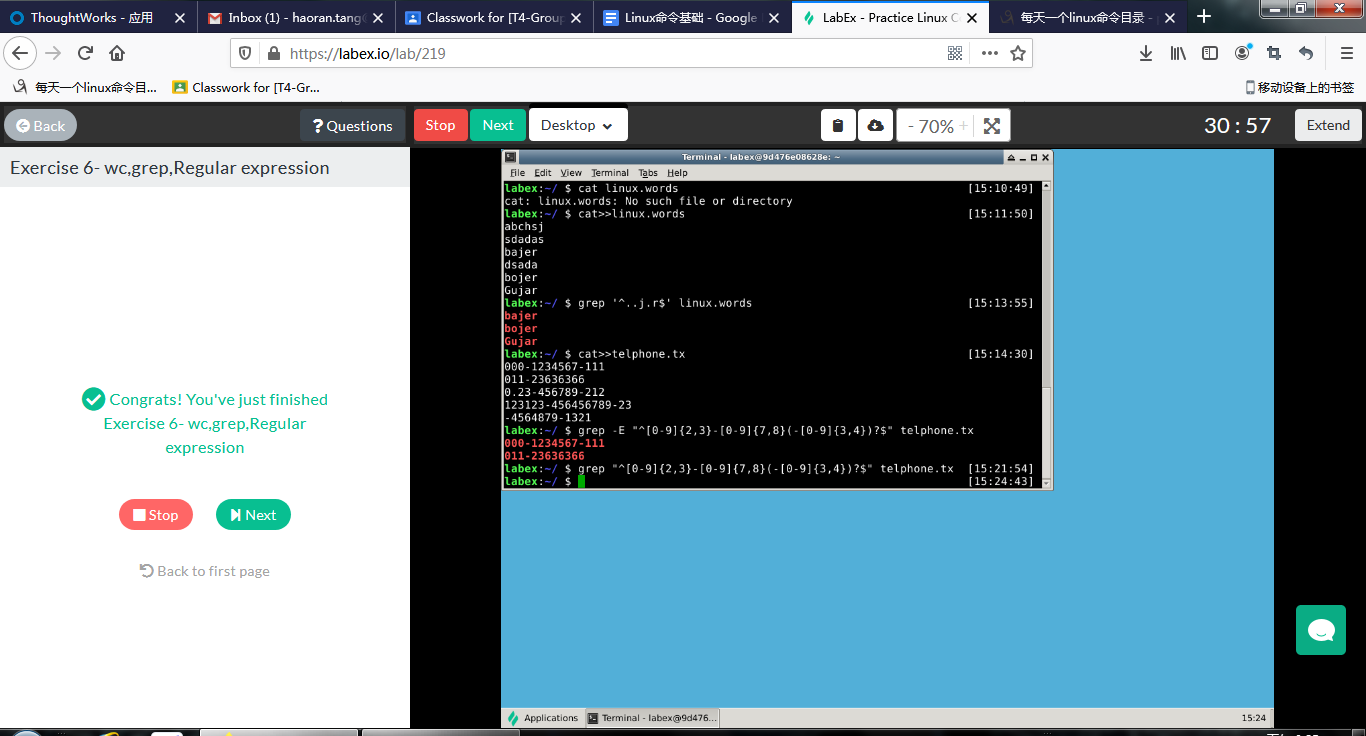 ThoughtWorks - 应用
Inbox (1) - haoran.tang
Classwork for [T4-Group
Linux命令基础 - Google
LabEx - Practice Linux C
每天一个linux命令目录 -
https://labex.io/lab/219
每天一个linux命令目...
Classwork for [T4-Gr...
移动设备上的书签
Back
? Questions
Stop
Next
Desktop
- 70% +
30 : 57
Extend
Exercise 6- wc,grep,Regular expression
Congrats! You've just finished
Exercise 6- wc,grep,Regular
expression
Stop
Next
Back to first page
Terminal - labex@9d476e08628e: ~
File Edit View Terminal Tabs Help
labex:~/ $ cat linux.words [15:10:49]
cat: linux.words: No such file or directory
labex:~/ $ cat>>linux.words [15:11:50]
abchsj
sdadas
bajer
dsada
bojer
Gujar
labex:~/ $ grep '^..j.r$' linux.words [15:13:55]
bajer
bojer
Gujar
labex:~/ $ cat>>telphone.tx [15:14:30]
000-1234567-111
011-23636366
0.23-456789-212
123123-456456789-23
-4564879-1321
labex:~/ $ grep -E "^[0-9]{2,3}-[0-9]{7,8}(-[0-9]{3,4})?$" telphone.tx
000-1234567-111
011-23636366
labex:~/ $ grep "^[0-9]{2,3}-[0-9]{7,8}(-[0-9]{3,4})?$" telphone.tx [15:21:54]
labex:~/ $ [15:24:43]
Applications
Terminal - labex@9d476...
15:24